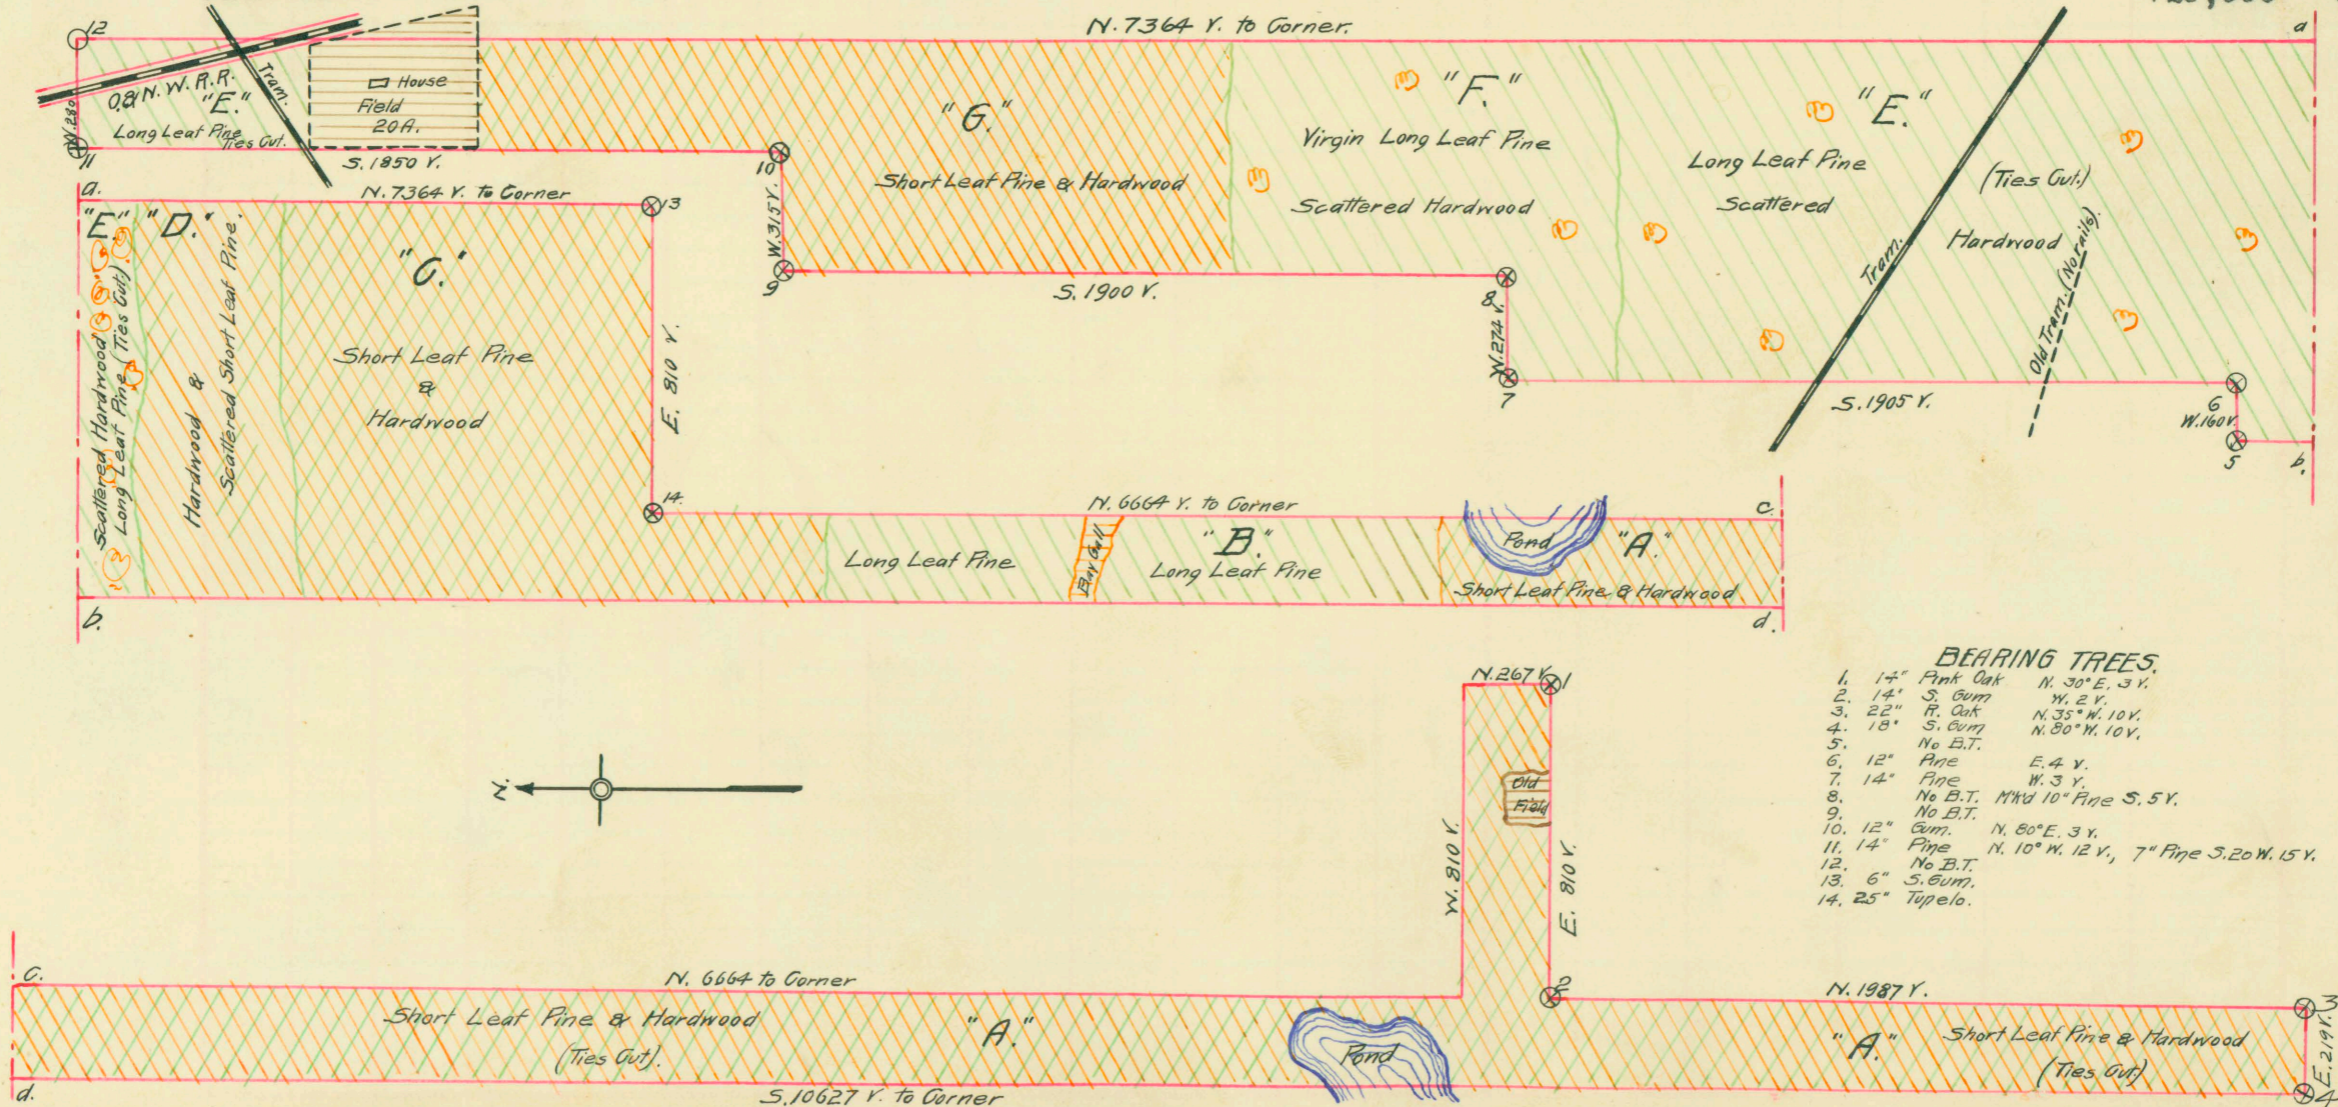 12
N. 7364 V. to Corner.
a
O.&N.W.R.R.
Tram.
"E."
Long Leaf Pine
Ties Cut.
W. 280
11
House
Field
20 A.
S. 1850 V.
"G."
Short Leaf Pine & Hardwood
10
W. 315 V.
9
S. 1900 V.
"F."
Virgin Long Leaf Pine
Scattered Hardwood
8
W. 274 V.
7
"E."
Long Leaf Pine
Scattered
(Ties Cut.)
Hardwood
Tram.
Old Tram. (No rails).
S. 1905 V.
6
W. 160 V.
5
b.
a.
N. 7364 V. to Corner
13
"E."
"D."
"C."
Scattered Hardwood
Long Leaf Pine (Ties Cut)
Hardwood &
Scattered Short Leaf Pine.
Short Leaf Pine
&
Hardwood
E. 810 V.
14.
b.
N. 6664 V. to Corner
c.
Long Leaf Pine
Bay Gall
"B."
Long Leaf Pine
Pond
"A."
Short Leaf Pine & Hardwood
d.
BEARING TREES.
1. 14" Pink Oak N. 30° E. 3 V.
2. 14" S. Gum W. 2 V.
3. 22" R. Oak N. 35° W. 10 V.
4. 18" S. Gum N. 80° W. 10 V.
5. No B.T.
6. 12" Pine E. 4 V.
7. 14" Pine W. 3 V.
8. No B.T. M'k'd 10" Pine S. 5 V.
9. No B.T.
10. 12" Gum. N. 80° E. 3 V.
11. 14" Pine N. 10° W. 12 V., 7" Pine S. 20 W. 15 V.
12. No B.T.
13. 6" S. Gum.
14. 25" Tupelo.
N.
N. 267 V.
1
Old
Field
W. 810 V.
E. 810 V.
2
c.
N. 6664 to Corner
N. 1987 V.
3
Short Leaf Pine & Hardwood
(Ties Cut).
"A."
Pond
"A."
Short Leaf Pine & Hardwood
(Ties Cut)
E. 219 V.
d.
S. 10627 V. to Corner
4